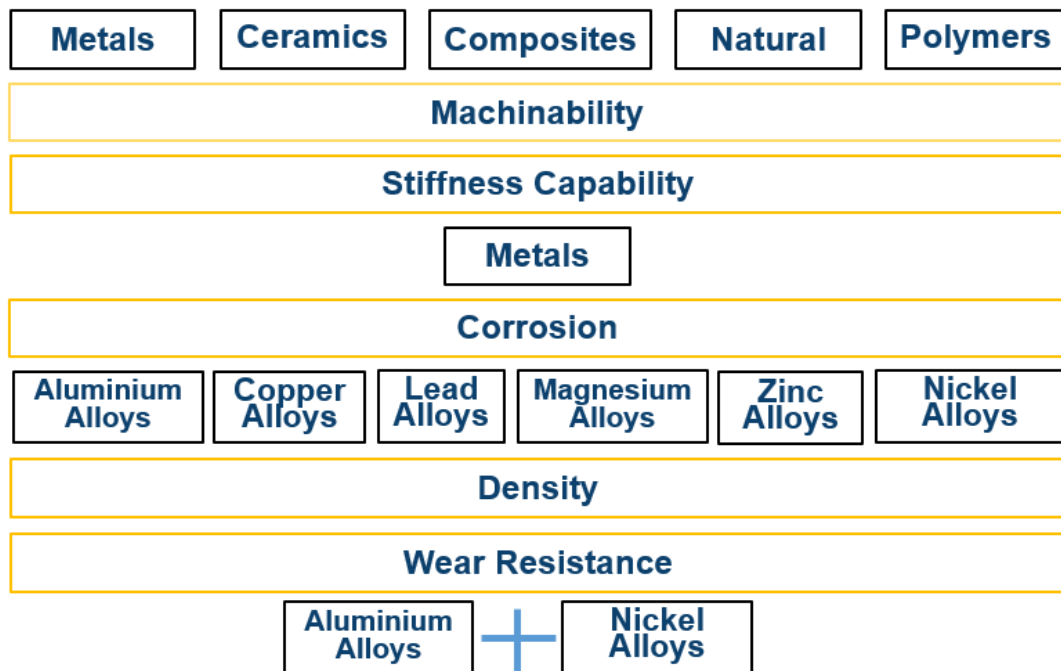 Metals Ceramics Composites Natural Polymers
Machinability
Stiffness Capability
Metals
Corrosion
Aluminium Copper Lead Magnesium Zinc Nickel
Alloys Alloys Alloys Alloys Alloys Alloys
Density
Wear Resistance
Aluminium Nickel
Alloys Alloys